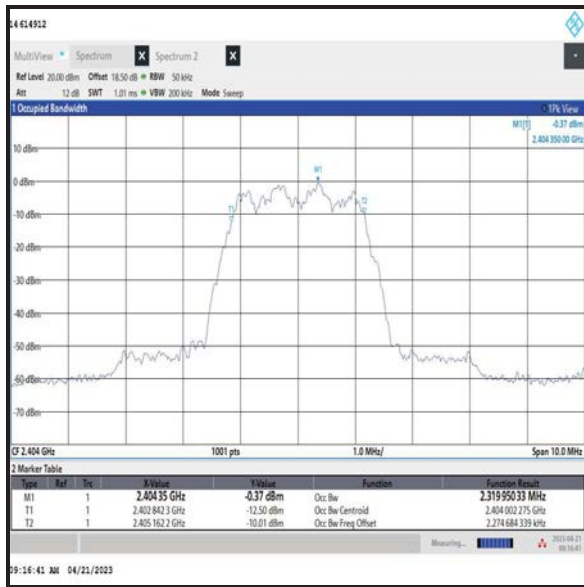 14 614912
MultiView Spectrum X Spectrum 2 X
Ref Level 20.00 dBm Offset 18.50 dB RBW 50 kHz
Att 12 dB SWT 1.01 ms VBW 200 kHz Mode Sweep
1 Occupied Bandwidth 1Pk View
M1[1] -0.37 dBm
2.404 350 00 GHz
10 dBm
M1
0 dBm
T1 T2
-10 dBm
-20 dBm
-30 dBm
-40 dBm
-50 dBm
-60 dBm
-70 dBm
CF 2.404 GHz 1001 pts 1.0 MHz/ Span 10.0 MHz
2 Marker Table
Type Ref Trc X-Value Y-Value Function Function Result
M1 1 2.404 35 GHz -0.37 dBm Occ Bw 2.319 950 33 MHz
T1 1 2.402 842 3 GHz -12.50 dBm Occ Bw Centroid 2.404 002 275 GHz
T2 1 2.405 162 2 GHz -10.01 dBm Occ Bw Freq Offset 2.274 684 339 kHz
Measuring... 2023-04-21
09:16:41
09:16:41 AM 04/21/2023